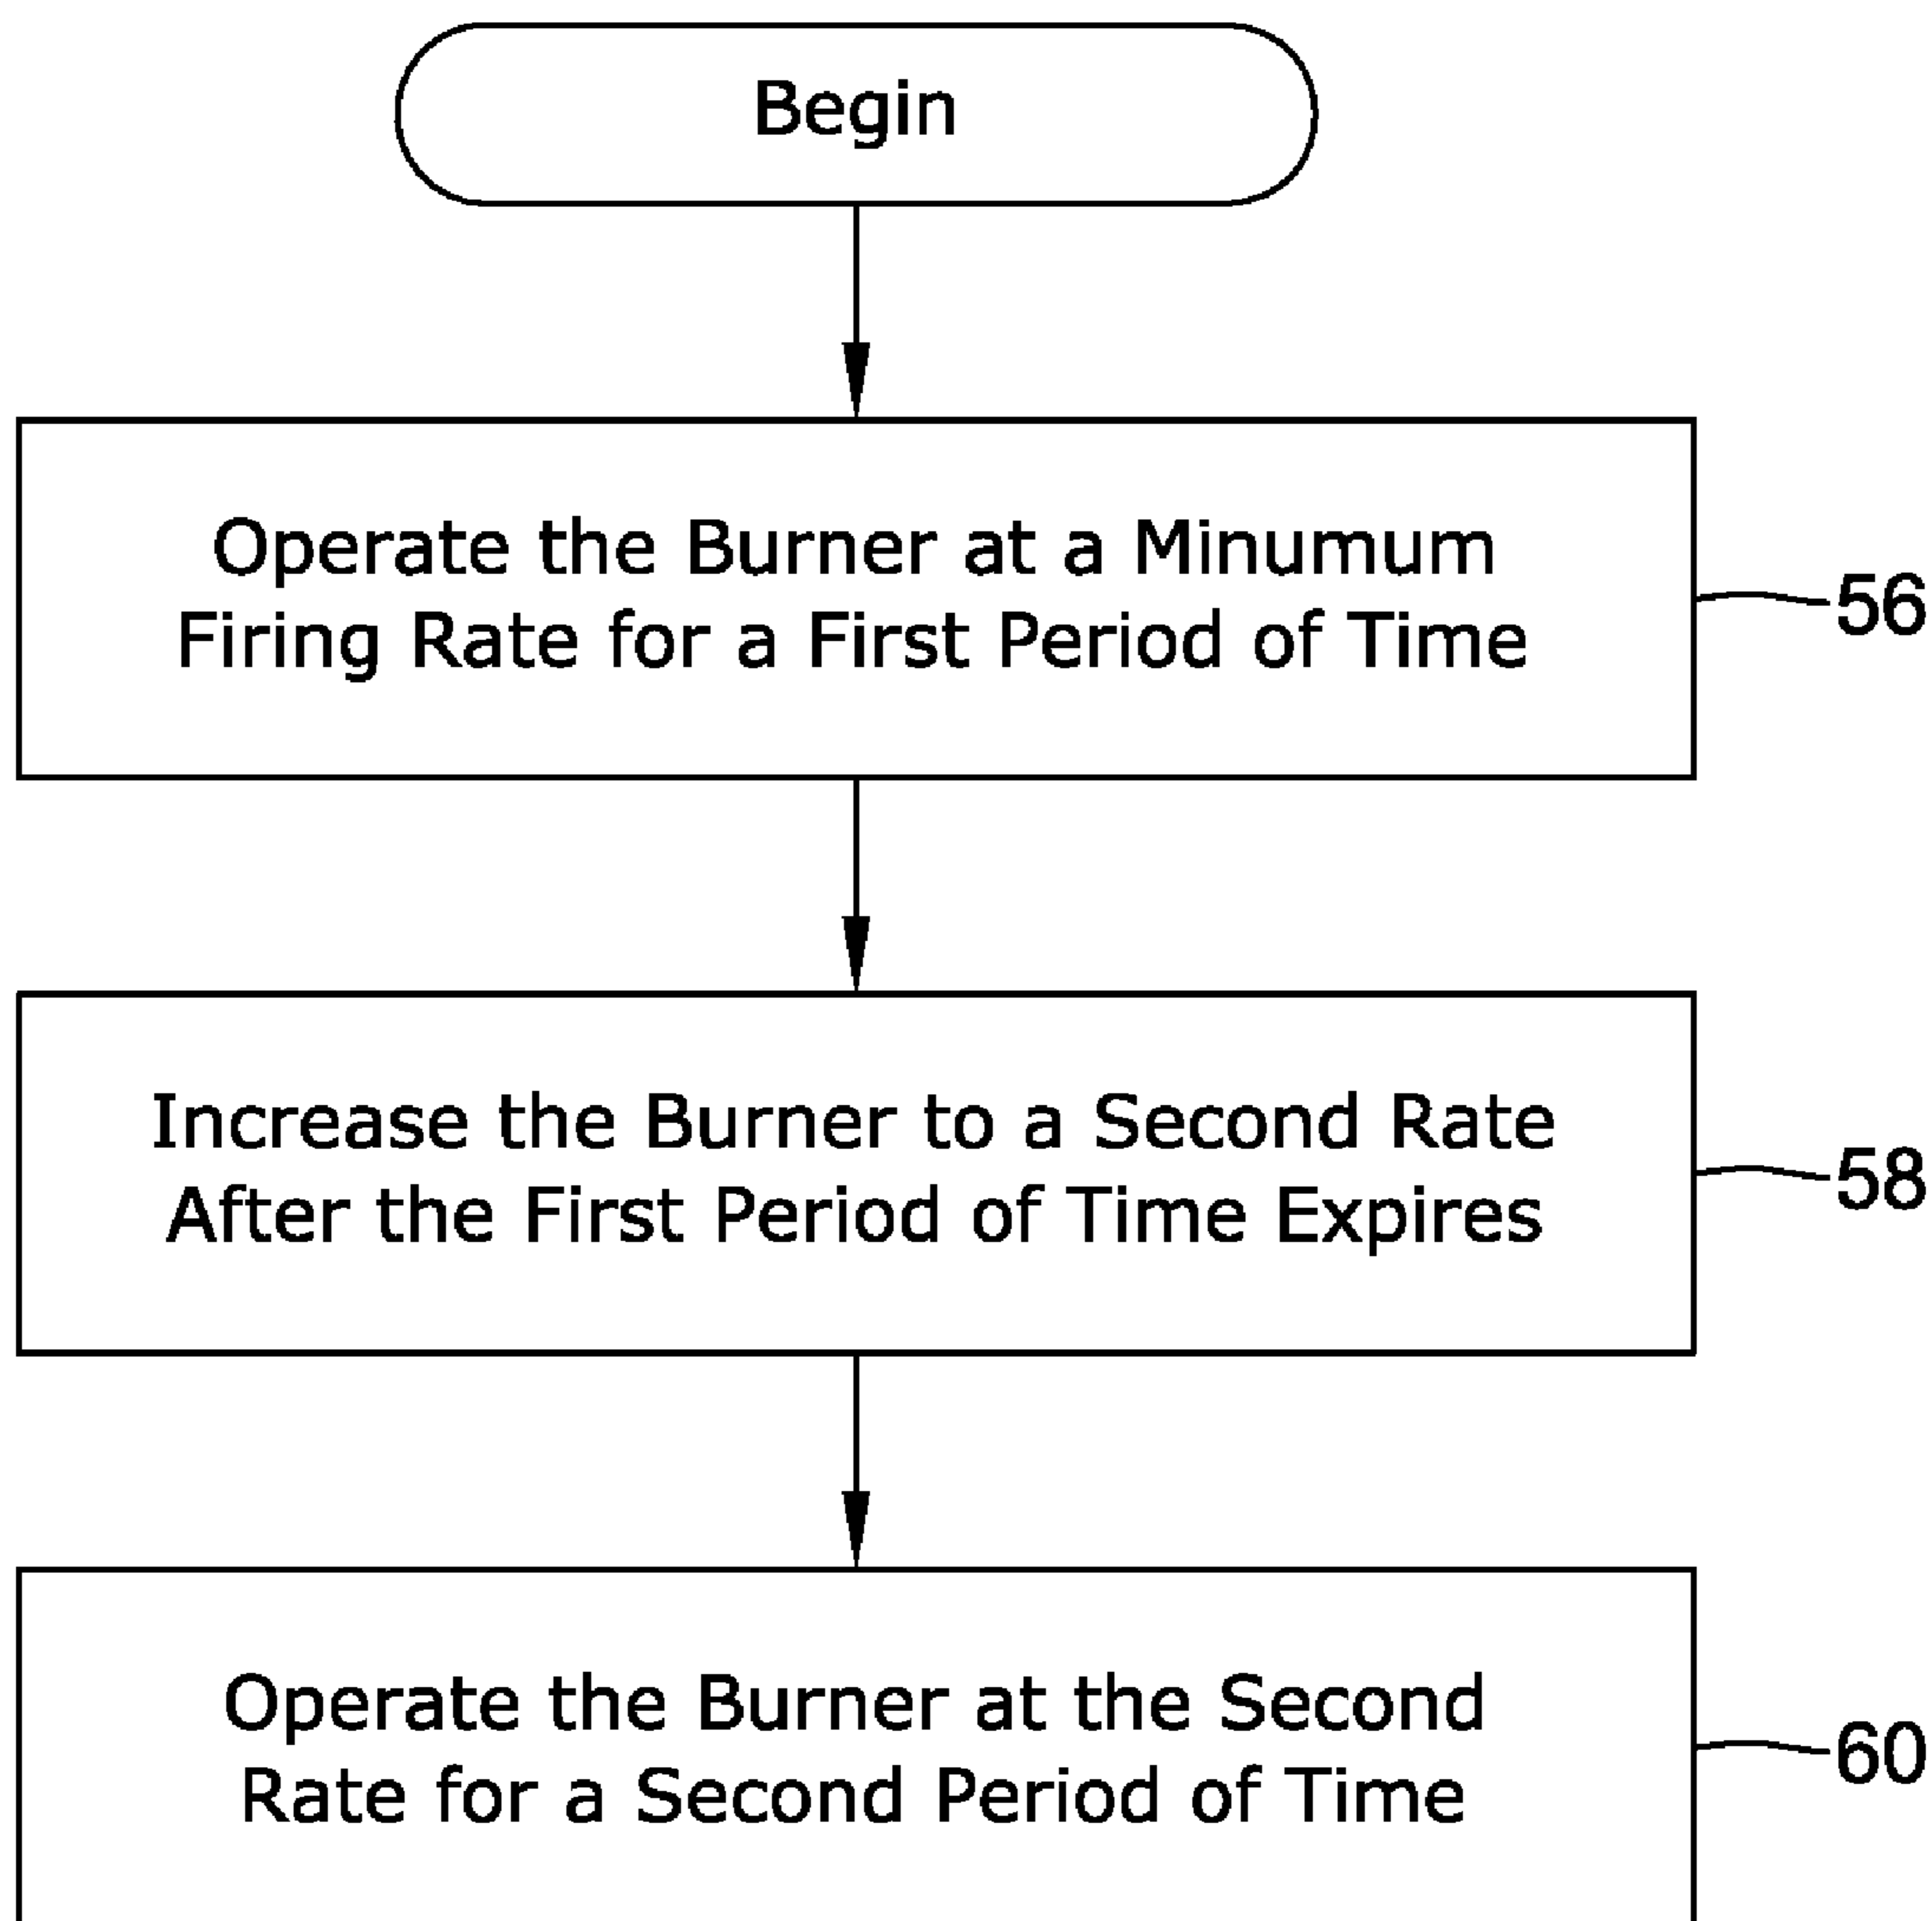 Begin
Operate the Burner at a Minumum
Firing Rate for a First Period of Time
56
Increase the Burner to a Second Rate
After the First Period of Time Expires
58
Operate the Burner at the Second
Rate for a Second Period of Time
60